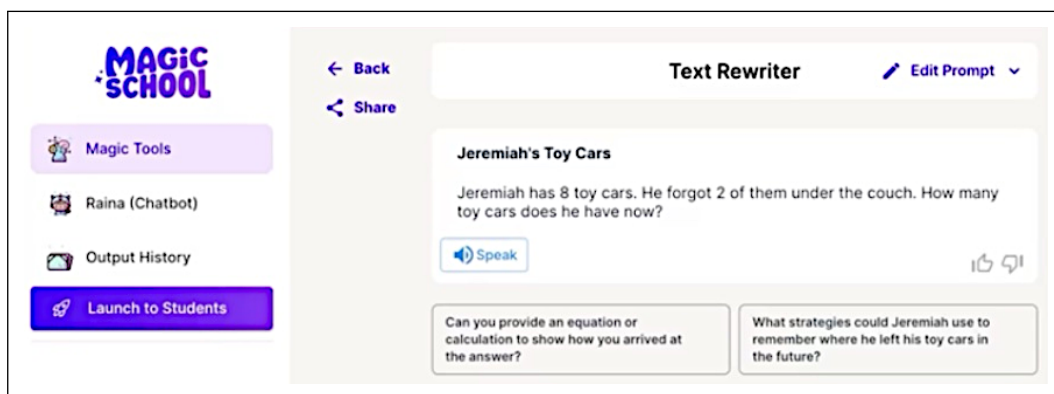 MAGIC
SCHOOL
Magic Tools
Raina (Chatbot)
Output History
Launch to Students
Back
Share
Text Rewriter
Edit Prompt
Jeremiah's Toy Cars
Jeremiah has 8 toy cars. He forgot 2 of them under the couch. How many
toy cars does he have now?
Speak
Can you provide an equation or
calculation to show how you arrived at
the answer?
What strategies could Jeremiah use to
remember where he left his toy cars in
the future?